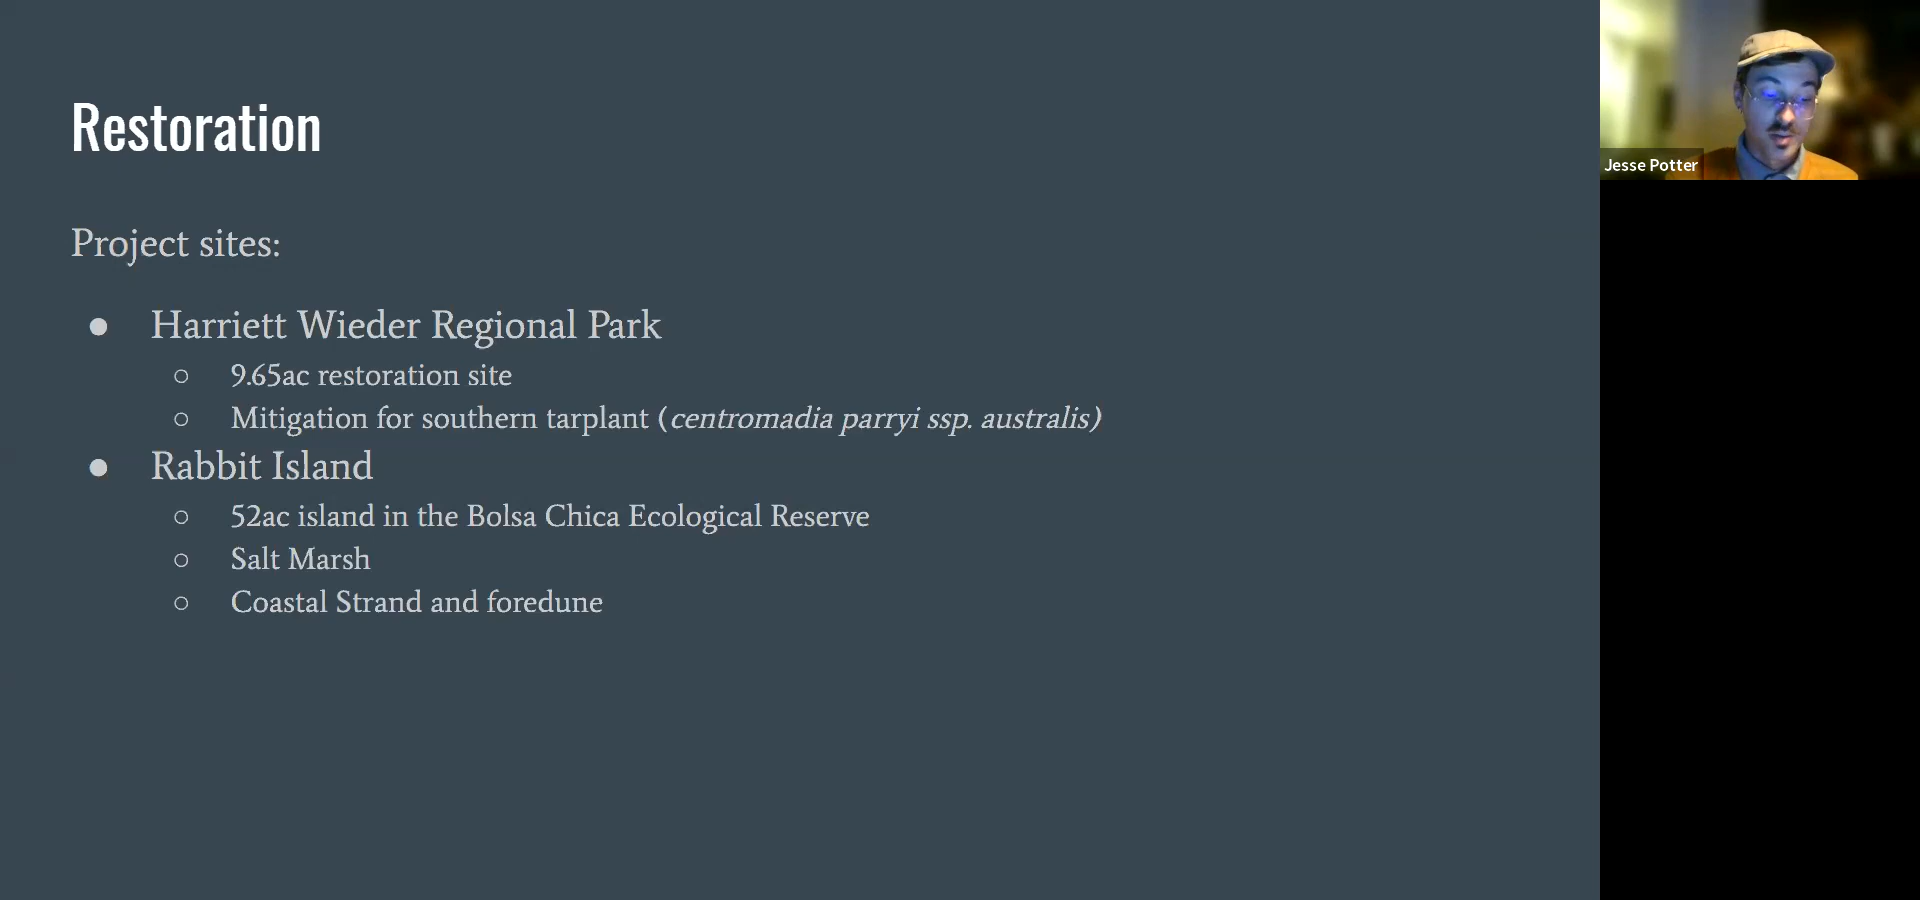 Restoration
Project sites:
● Harriett Wieder Regional Park
○ 9.65ac restoration site
○ Mitigation for southern tarplant (centromadia parryi ssp. australis)
● Rabbit Island
○ 52ac island in the Bolsa Chica Ecological Reserve
○ Salt Marsh
○ Coastal Strand and foredune
Jesse Potter